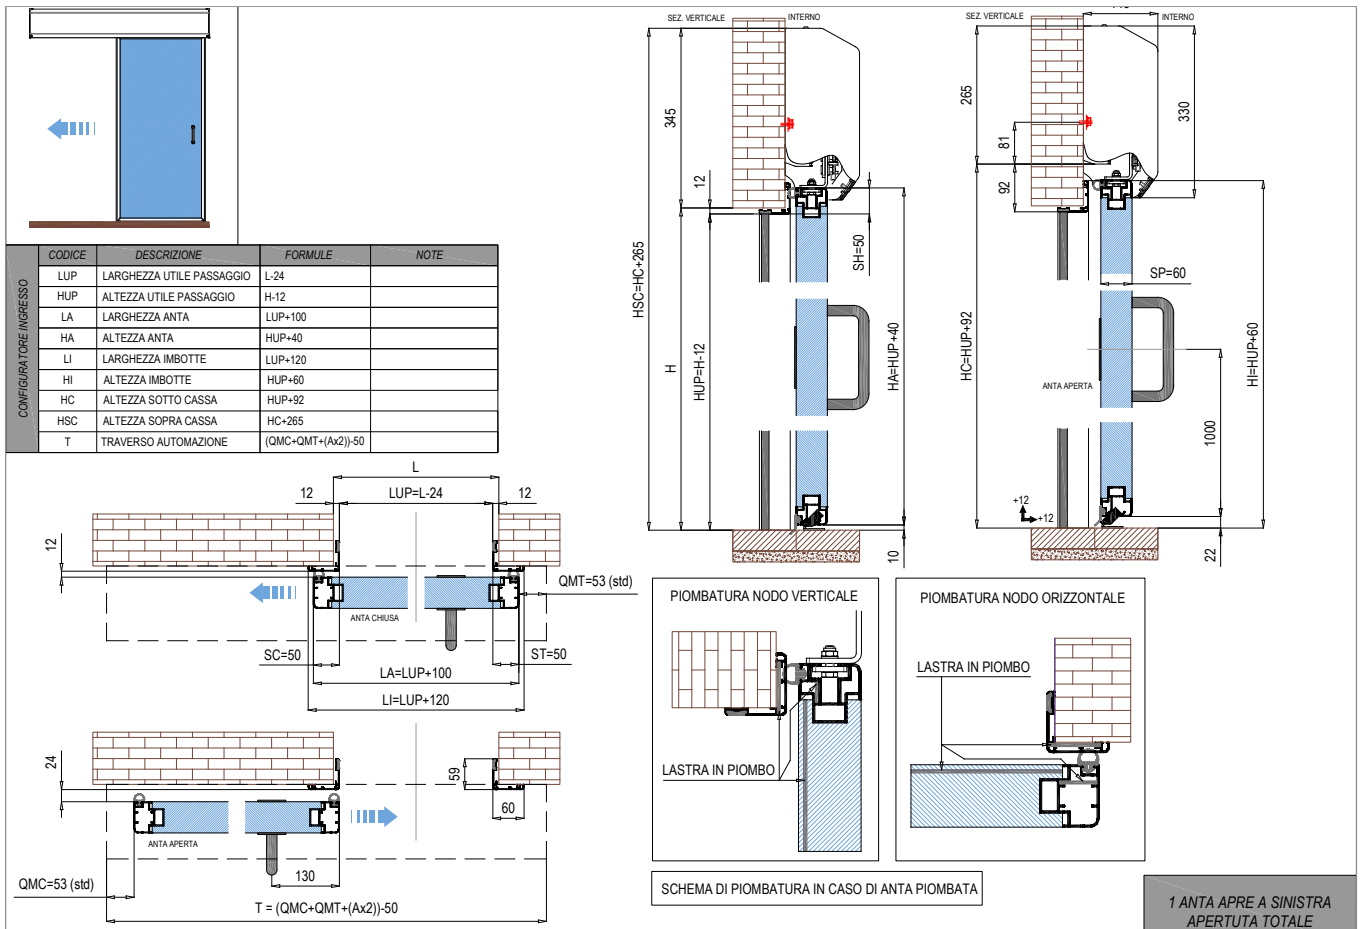 CONFIGURATORE INGRESSO
CODICE DESCRIZIONE FORMULE NOTE
LUP LARGHEZZA UTILE PASSAGGIO L-24
HUP ALTEZZA UTILE PASSAGGIO H-12
LA LARGHEZZA ANTA LUP+100
HA ALTEZZA ANTA HUP+40
LI LARGHEZZA IMBOTTE LUP+120
HI ALTEZZA IMBOTTE HUP+60
HC ALTEZZA SOTTO CASSA HUP+92
HSC ALTEZZA SOPRA CASSA HC+265
T TRAVERSO AUTOMAZIONE (QMC+QMT+(Ax2))-50
L
12 LUP=L-24 12
12
QMT=53 (std)
ANTA CHIUSA
SC=50 ST=50
LA=LUP+100
LI=LUP+120
24
59
60
ANTA APERTA
130
QMC=53 (std)
T = (QMC+QMT+(Ax2))-50
SEZ. VERTICALE INTERNO
345
12
HSC=HC+265
SH=50
H
HUP=H-12
HA=HUP+40
10
SEZ. VERTICALE INTERNO
265
330
81
92
SP=60
HC=HUP+92
HI=HUP+60
ANTA APERTA
1000
+12
+12
22
PIOMBATURA NODO VERTICALE
LASTRA IN PIOMBO
PIOMBATURA NODO ORIZZONTALE
LASTRA IN PIOMBO
SCHEMA DI PIOMBATURA IN CASO DI ANTA PIOMBATA
1 ANTA APRE A SINISTRA
APERTUTA TOTALE